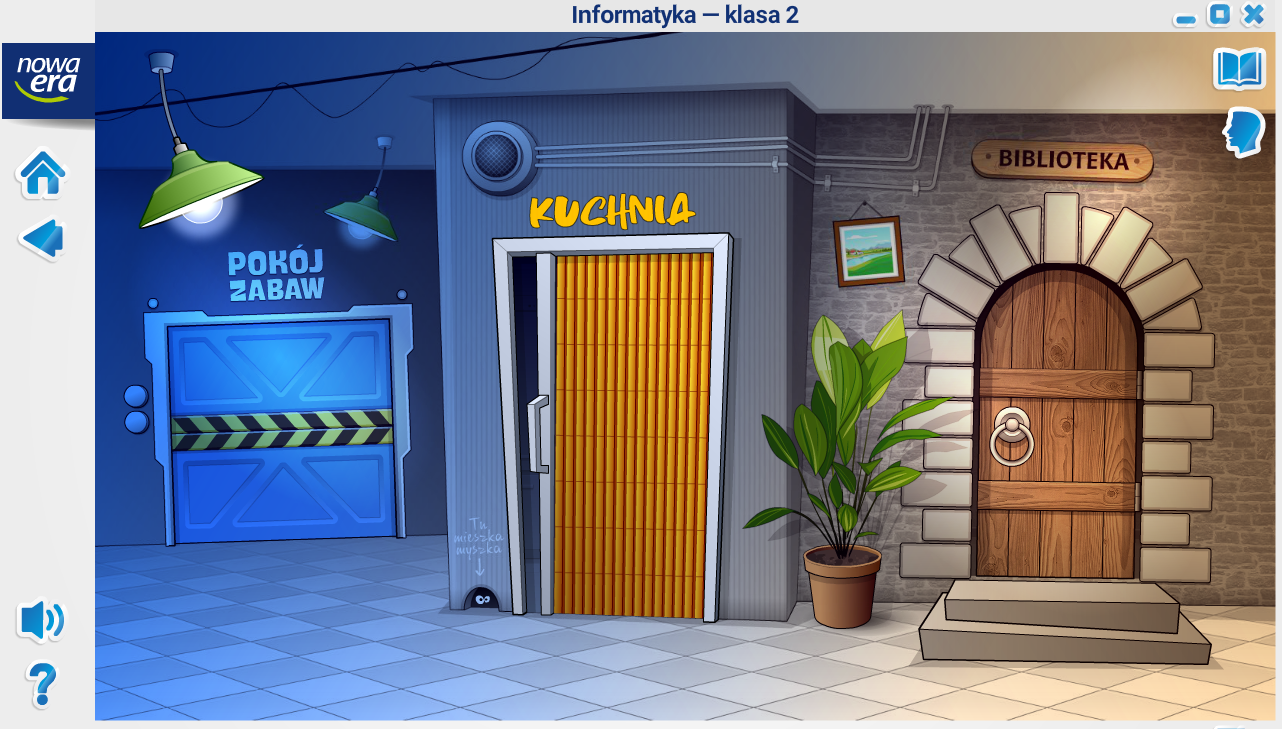 Informatyka — klasa 2
nowa
era
BIBLIOTEKA
KUCHNIA
POKÓJ
ZABAW
Tu
mieszka
myszka
?